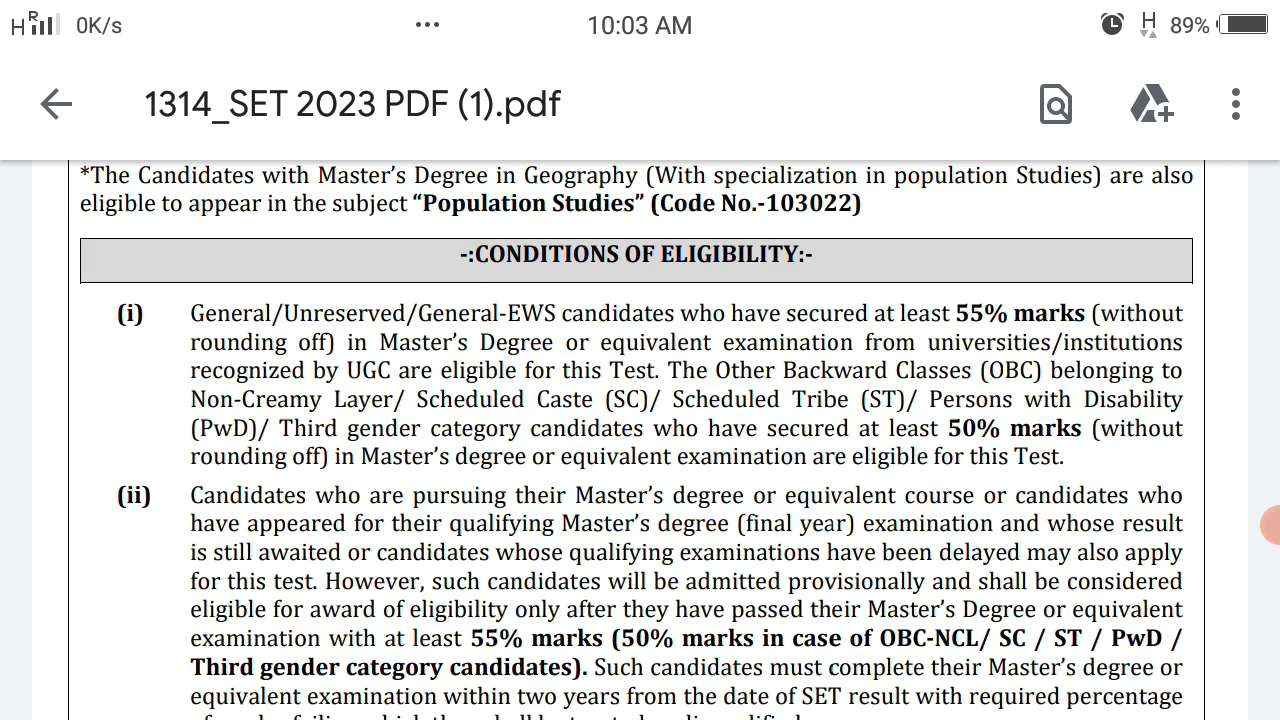 H R 0K/s ... 10:03 AM H 89%
1314_SET 2023 PDF (1).pdf
*The Candidates with Master’s Degree in Geography (With specialization in population Studies) are also
eligible to appear in the subject “Population Studies” (Code No.-103022)
-:CONDITIONS OF ELIGIBILITY:-
(i) General/Unreserved/General-EWS candidates who have secured at least 55% marks (without
rounding off) in Master’s Degree or equivalent examination from universities/institutions
recognized by UGC are eligible for this Test. The Other Backward Classes (OBC) belonging to
Non-Creamy Layer/ Scheduled Caste (SC)/ Scheduled Tribe (ST)/ Persons with Disability
(PwD)/ Third gender category candidates who have secured at least 50% marks (without
rounding off) in Master’s degree or equivalent examination are eligible for this Test.
(ii) Candidates who are pursuing their Master’s degree or equivalent course or candidates who
have appeared for their qualifying Master’s degree (final year) examination and whose result
is still awaited or candidates whose qualifying examinations have been delayed may also apply
for this test. However, such candidates will be admitted provisionally and shall be considered
eligible for award of eligibility only after they have passed their Master’s Degree or equivalent
examination with at least 55% marks (50% marks in case of OBC-NCL/ SC / ST / PwD /
Third gender category candidates). Such candidates must complete their Master’s degree or
equivalent examination within two years from the date of SET result with required percentage